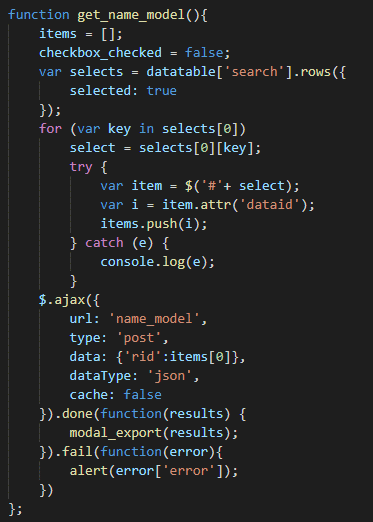 function get_name_model(){
    items = [];
    checkbox_checked = false;
    var selects = datatable['search'].rows({
        selected: true
    });
    for (var key in selects[0])
        select = selects[0][key];
        try {
            var item = $('#'+ select);
            var i = item.attr('dataid');
            items.push(i);
        } catch (e) {
            console.log(e);
        }
    $.ajax({
        url: 'name_model',
        type: 'post',
        data: {'rid':items[0]},
        dataType: 'json',
        cache: false
    }).done(function(results) {
        modal_export(results);
    }).fail(function(error){
        alert(error['error']);
    })
};